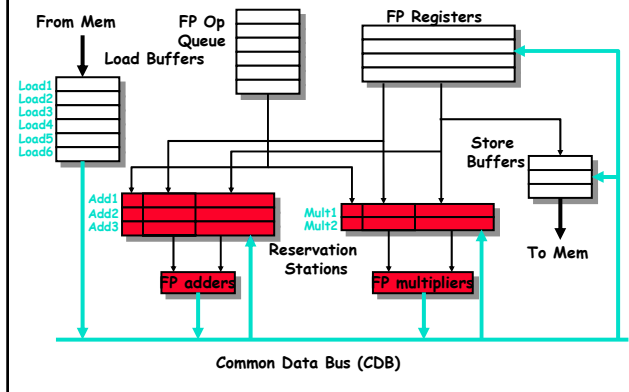 From Mem
FP Op
Queue
FP Registers
Load Buffers
Load1
Load2
Load3
Load4
Load5
Load6
Store
Buffers
Add1
Add2
Add3
Mult1
Mult2
Reservation
Stations
To Mem
FP adders
FP multipliers
Common Data Bus (CDB)